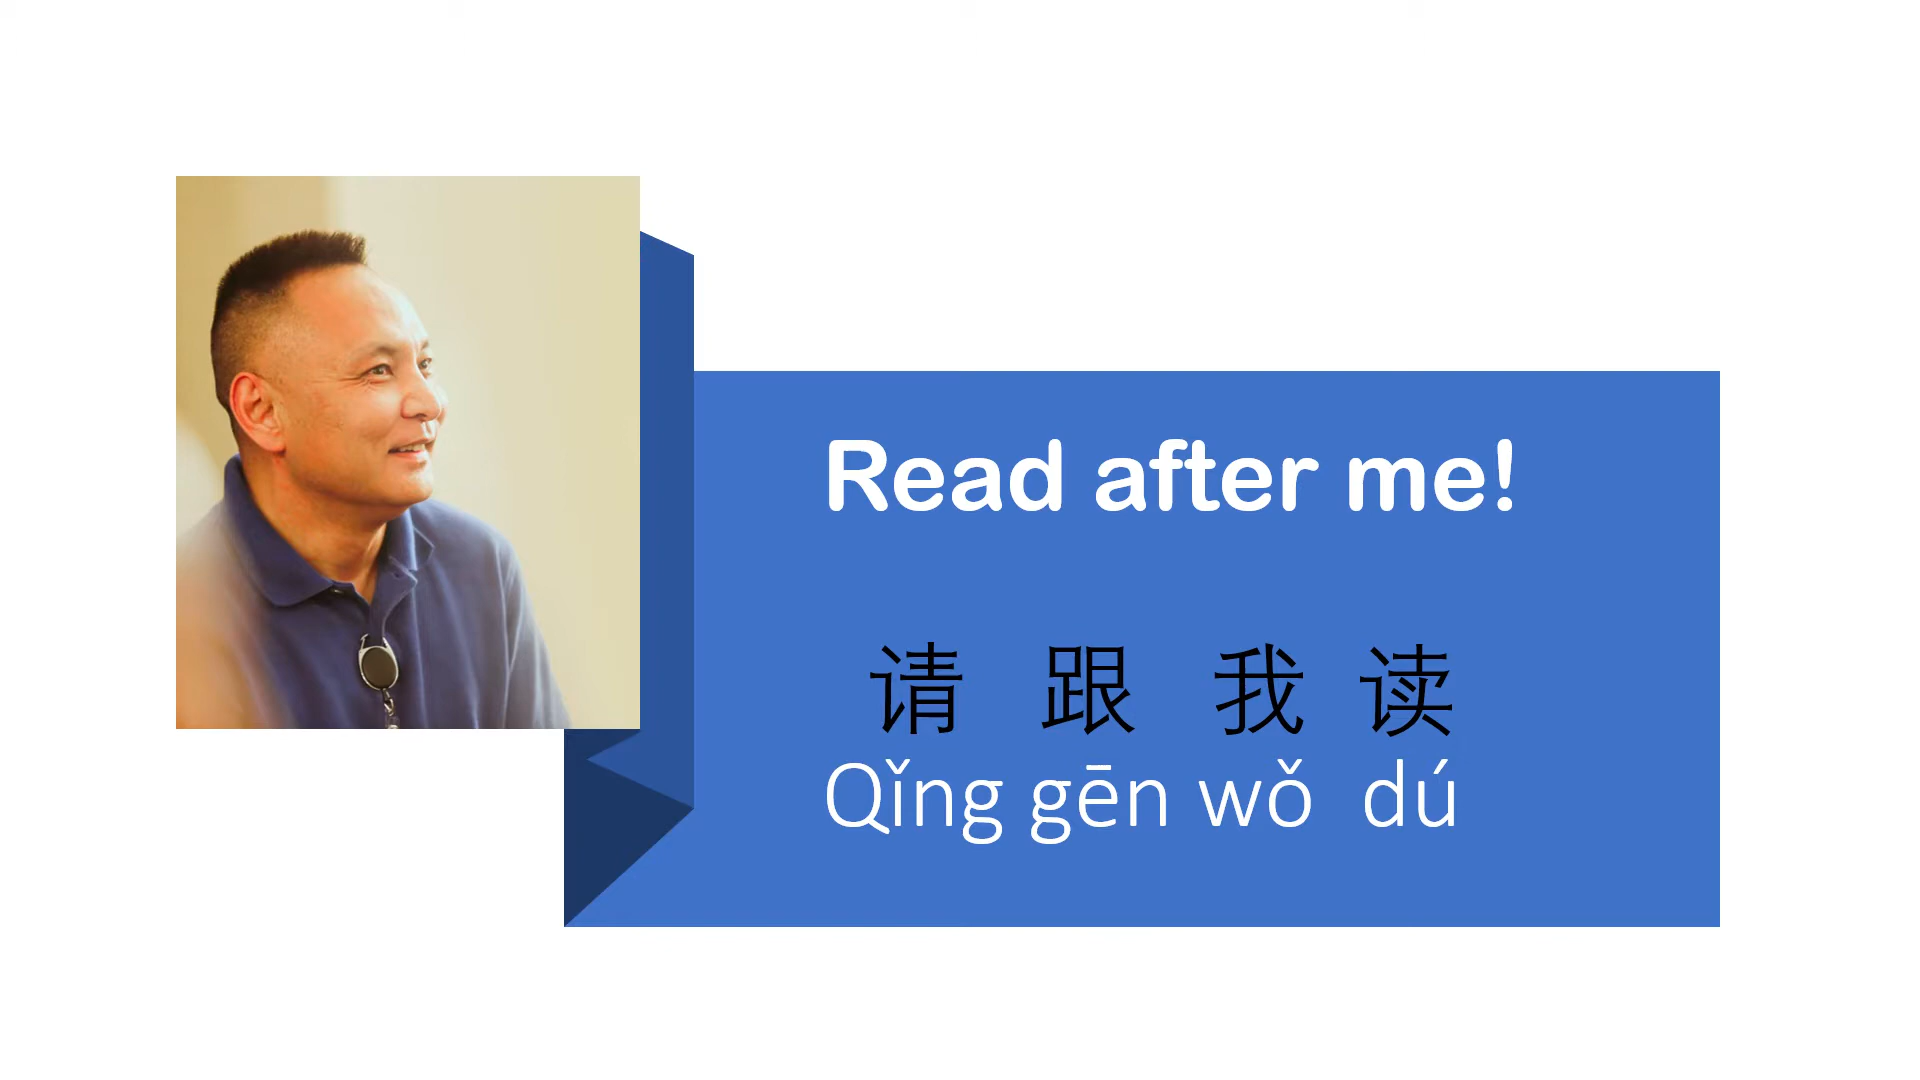 Read after me!
请 跟 我 读
Qǐng gēn wǒ dú